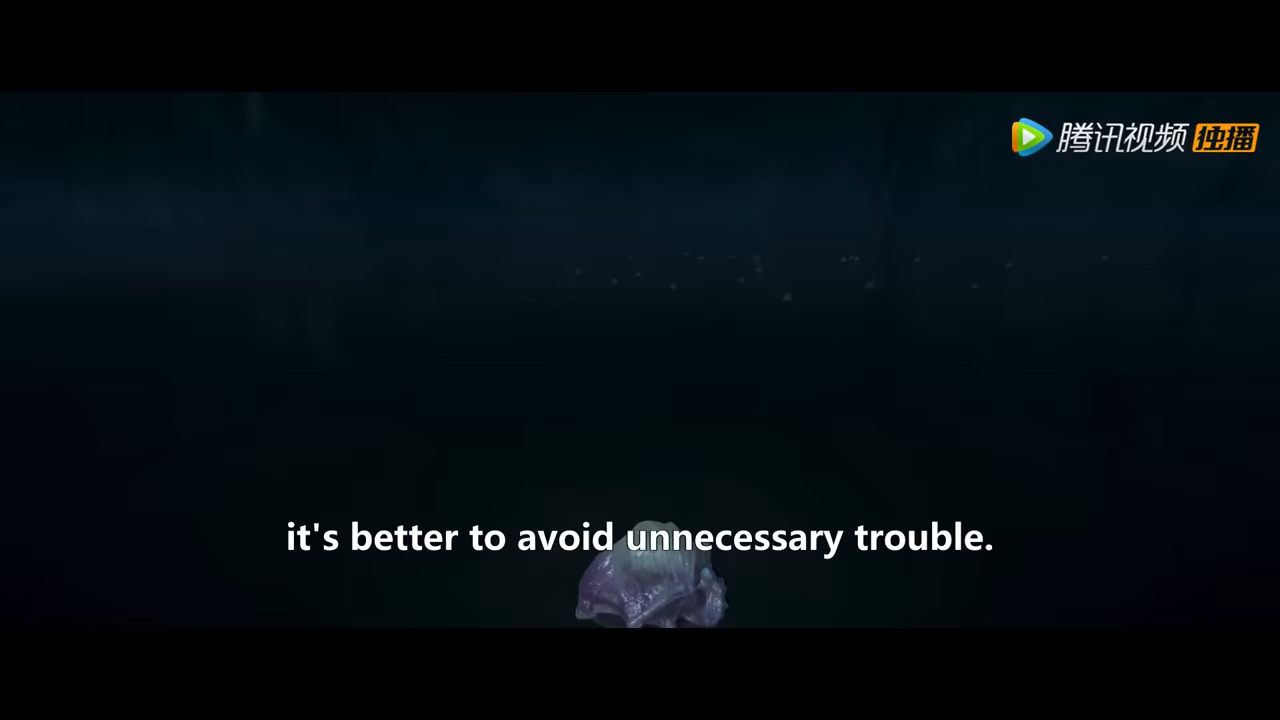 腾讯视频 独播
it's better to avoid unnecessary trouble.